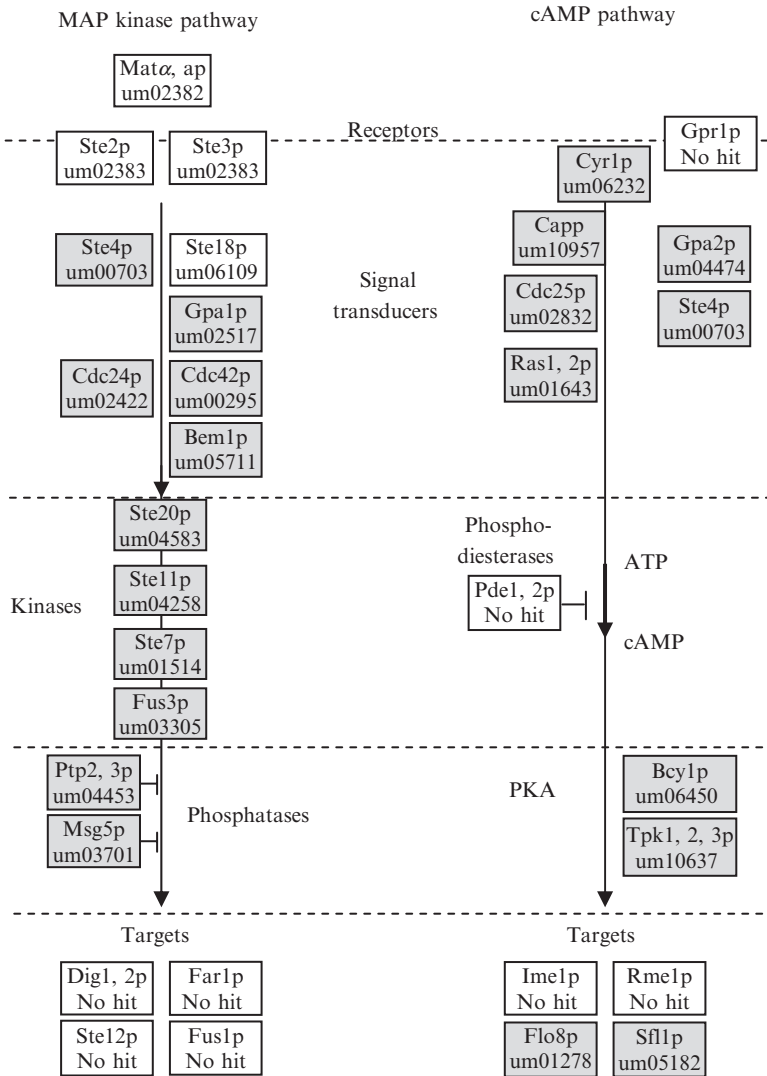 MAP kinase pathway
cAMP pathway
Matα, ap
um02382
Receptors
Ste2p
um02383
Ste3p
um02383
Gpr1p
No hit
Cyr1p
um06232
Ste4p
um00703
Ste18p
um06109
Gpa1p
um02517
Cdc24p
um02422
Cdc42p
um00295
Bem1p
um05711
Signal
transducers
Capp
um10957
Cdc25p
um02832
Ras1, 2p
um01643
Gpa2p
um04474
Ste4p
um00703
Kinases
Ste20p
um04583
Ste11p
um04258
Ste7p
um01514
Fus3p
um03305
Phospho-
diesterases
Pde1, 2p
No hit
ATP
cAMP
Ptp2, 3p
um04453
Msg5p
um03701
Phosphatases
PKA
Bcy1p
um06450
Tpk1, 2, 3p
um10637
Targets
Dig1, 2p
No hit
Far1p
No hit
Ste12p
No hit
Fus1p
No hit
Targets
Ime1p
No hit
Rme1p
No hit
Flo8p
um01278
Sfl1p
um05182